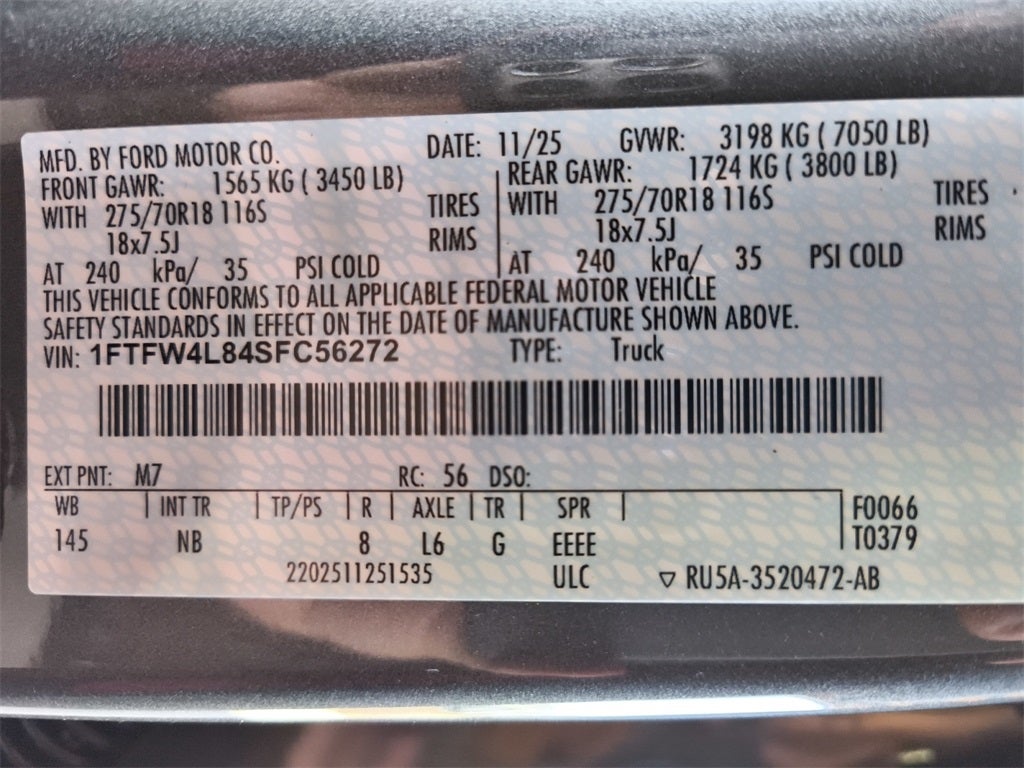 MFD. BY FORD MOTOR CO. DATE: 11/25 GVWR: 3198 KG ( 7050 LB)
FRONT GAWR: 1565 KG ( 3450 LB) REAR GAWR: 1724 KG ( 3800 LB)
WITH 275/70R18 116S TIRES WITH 275/70R18 116S TIRES
18x7.5J RIMS 18x7.5J RIMS
AT 240 kPa/ 35 PSI COLD AT 240 kPa/ 35 PSI COLD
THIS VEHICLE CONFORMS TO ALL APPLICABLE FEDERAL MOTOR VEHICLE
SAFETY STANDARDS IN EFFECT ON THE DATE OF MANUFACTURE SHOWN ABOVE.
VIN: 1FTFW4L84SFC56272 TYPE: Truck
EXT PNT: M7 RC: 56 DSO:
WB INT TR TP/PS R AXLE TR SPR F0066
145 NB 8 L6 G EEEE T0379
2202511251535 ULC ▽ RU5A-3520472-AB